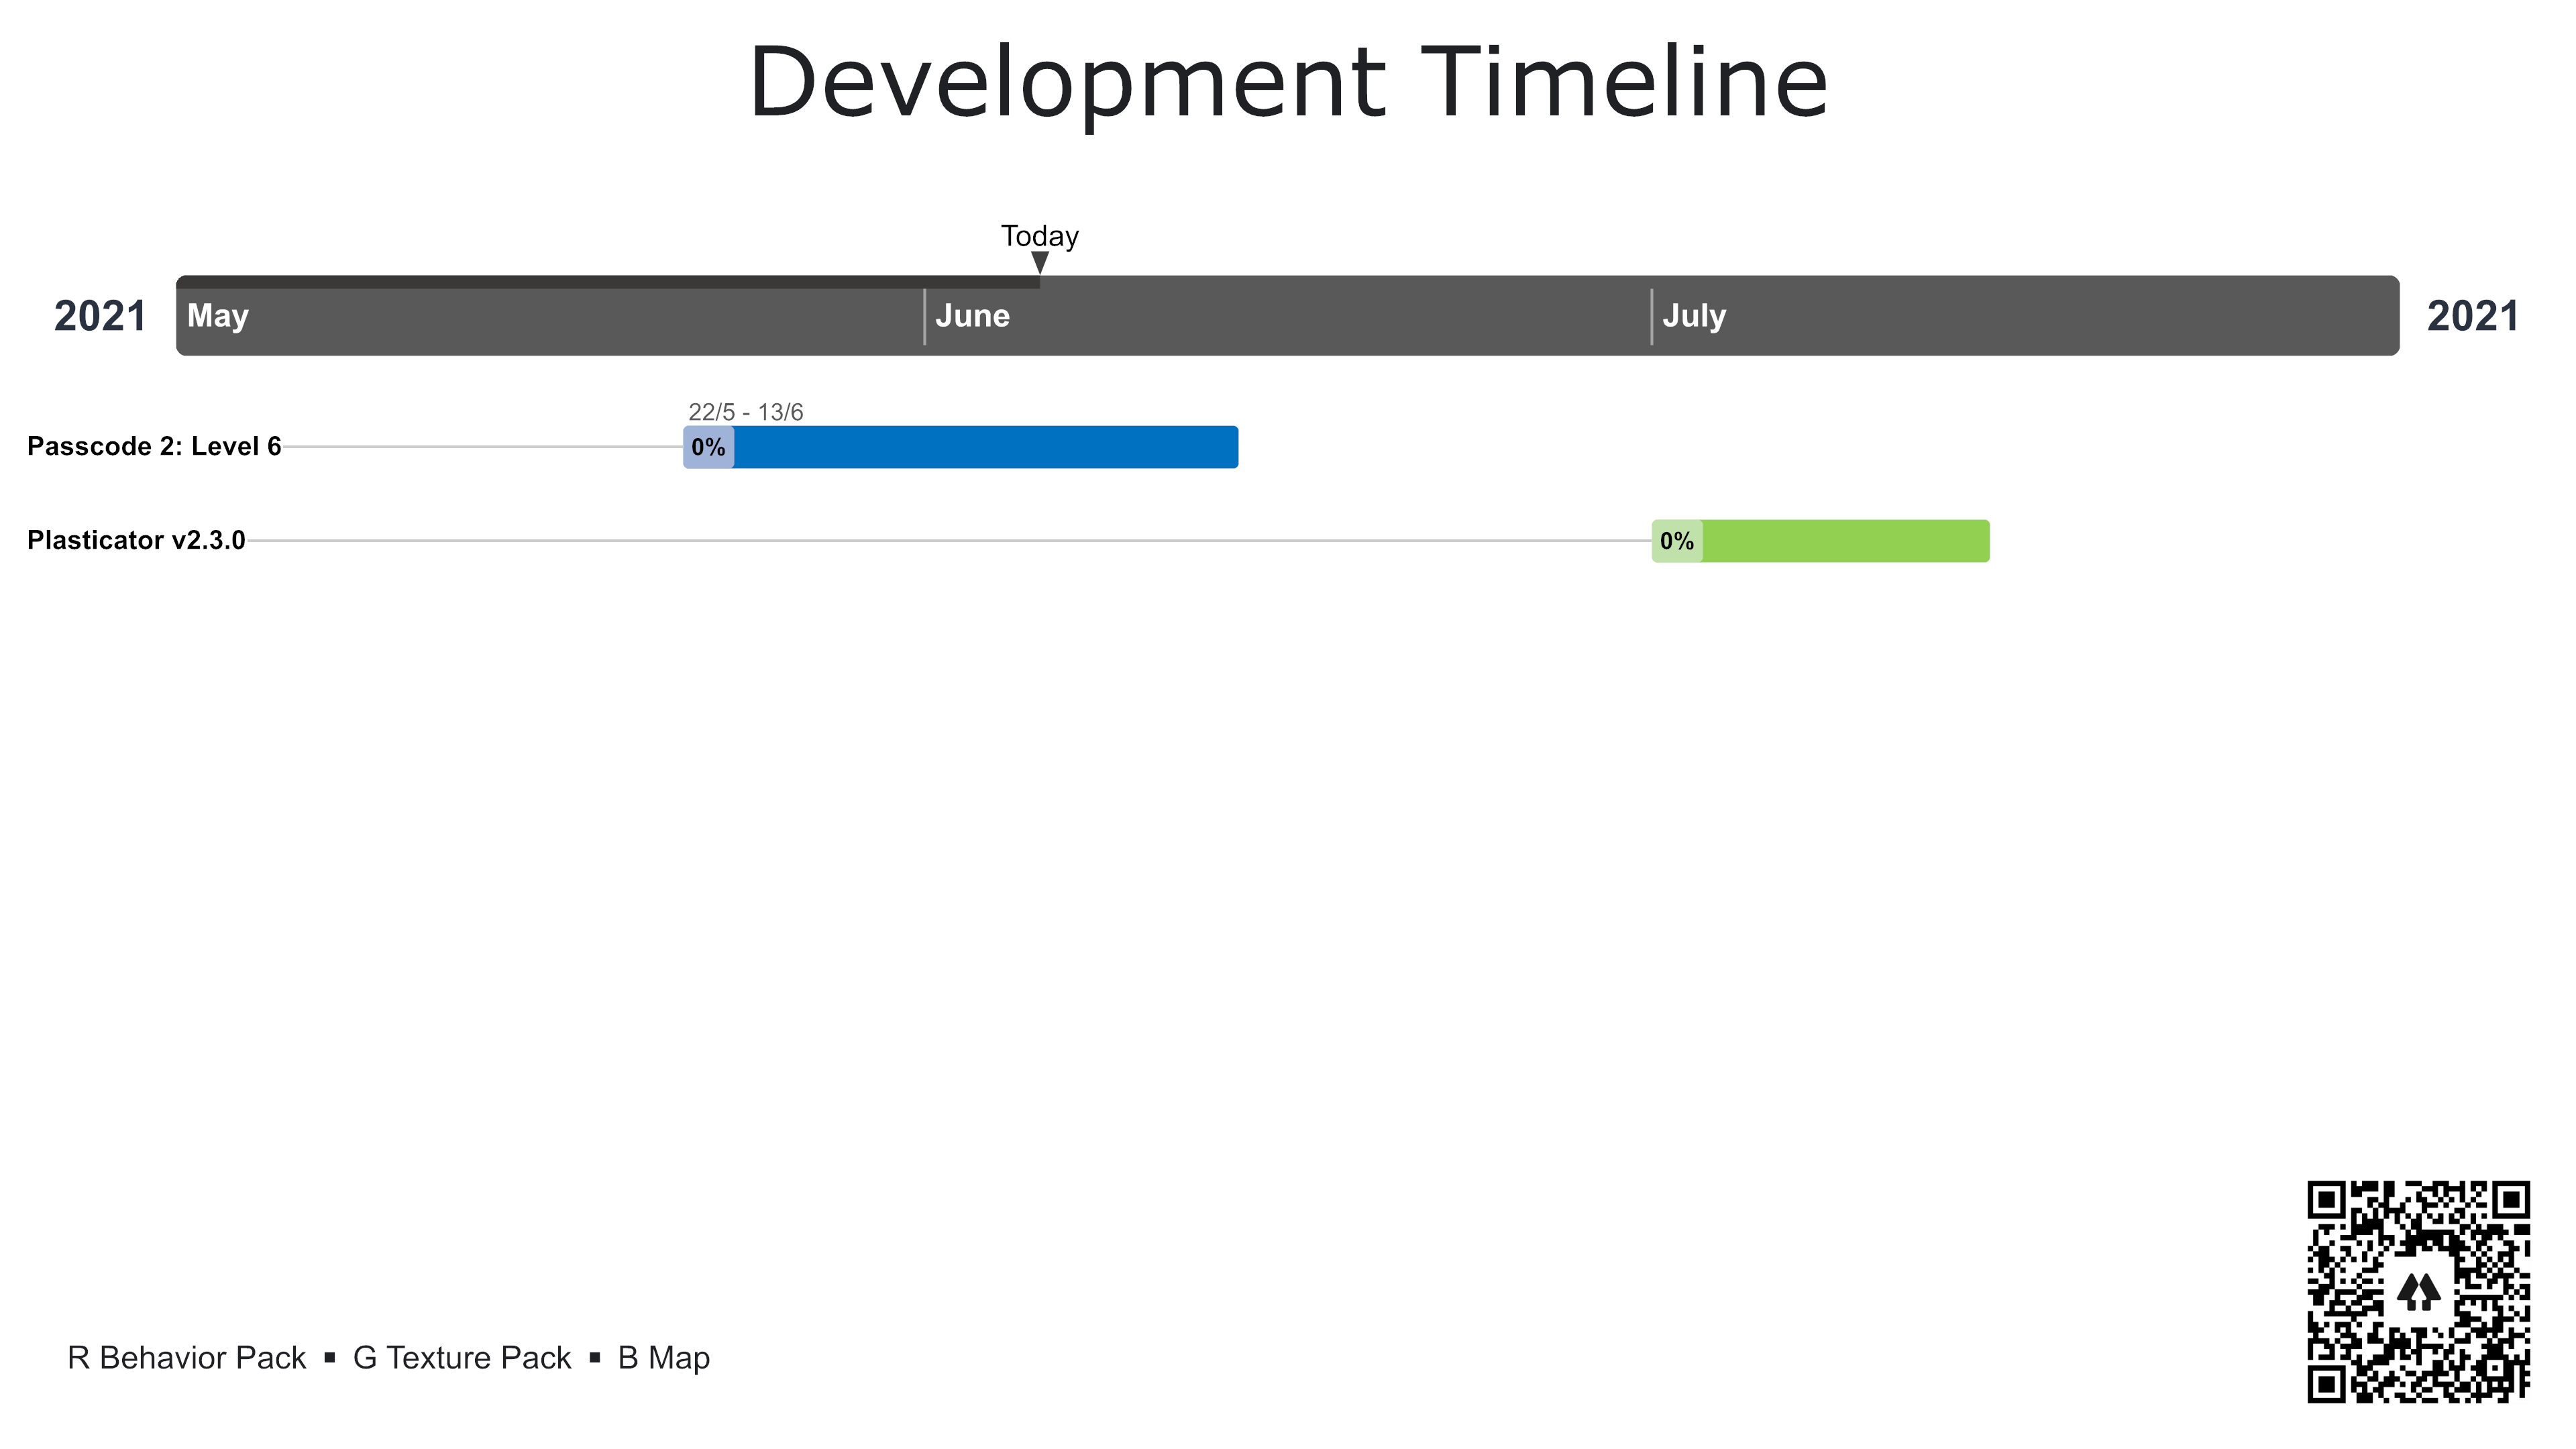 Development Timeline
Today
2021 May June July 2021
22/5 - 13/6
Passcode 2: Level 6 0%
Plasticator v2.3.0 0%
R Behavior Pack ▪ G Texture Pack ▪ B Map